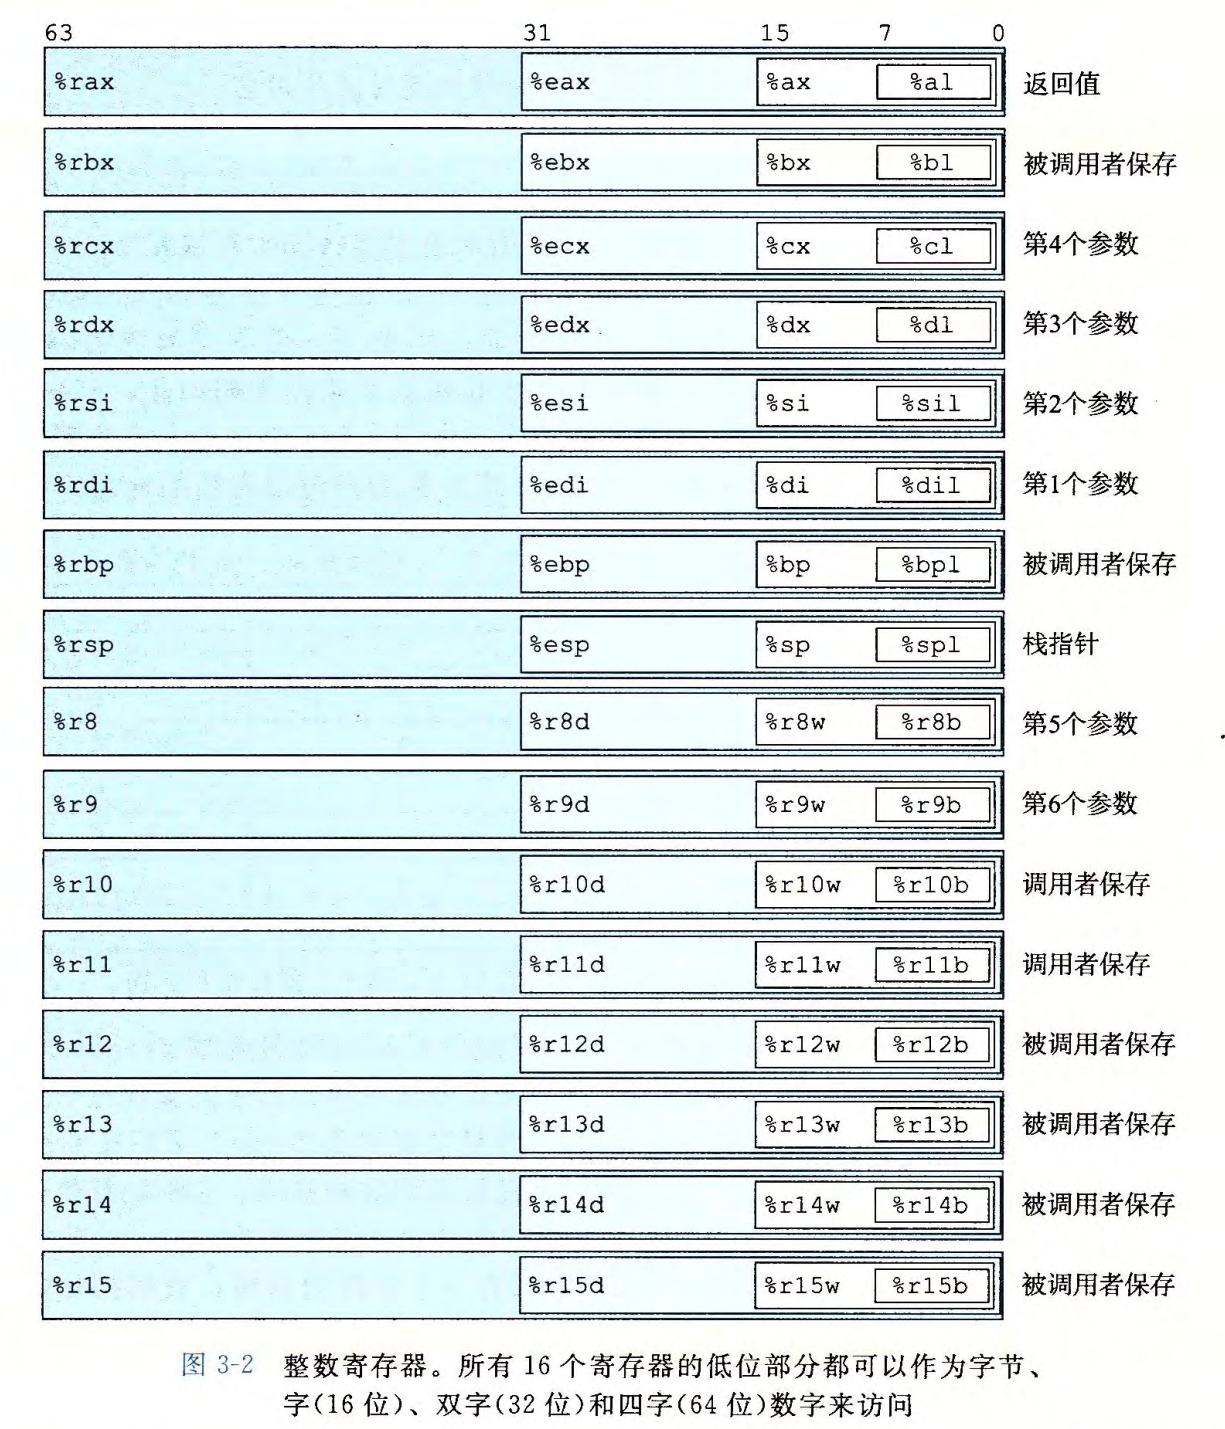 63 31 15 7 0
%rax %eax %ax %al 返回值
%rbx %ebx %bx %bl 被调用者保存
%rcx %ecx %cx %cl 第4个参数
%rdx %edx %dx %dl 第3个参数
%rsi %esi %si %sil 第2个参数
%rdi %edi %di %dil 第1个参数
%rbp %ebp %bp %bpl 被调用者保存
%rsp %esp %sp %spl 栈指针
%r8 %r8d %r8w %r8b 第5个参数
%r9 %r9d %r9w %r9b 第6个参数
%r10 %r10d %r10w %r10b 调用者保存
%r11 %r11d %r11w %r11b 调用者保存
%r12 %r12d %r12w %r12b 被调用者保存
%r13 %r13d %r13w %r13b 被调用者保存
%r14 %r14d %r14w %r14b 被调用者保存
%r15 %r15d %r15w %r15b 被调用者保存
图 3-2 整数寄存器。所有 16 个寄存器的低位部分都可以作为字节、
字(16 位)、双字(32 位)和四字(64 位)数字来访问